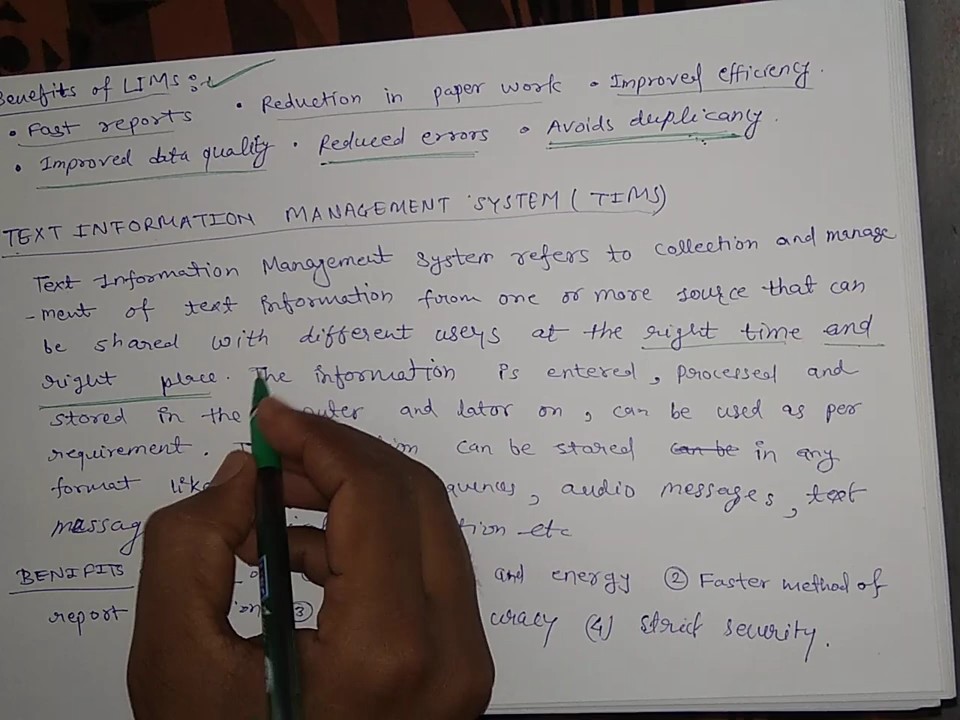 Benefits of LIMS :-
• Fast reports • Reduction in paper work • Improved efficiency.
• Improved data quality • Reduced errors • Avoids duplicany.
TEXT INFORMATION MANAGEMENT SYSTEM (TIMS)
Text Information Management System refers to collection and manage
-ment of text information from one or more source that can
be shared with different users at the right time and
right place. The information is entered, processed and
stored in the and lator on, can be used as per
requirement. can be stored can be in any
format audio messages, text
etc
BENIFITS and energy ② Faster method of
report ③ (4) strict security.